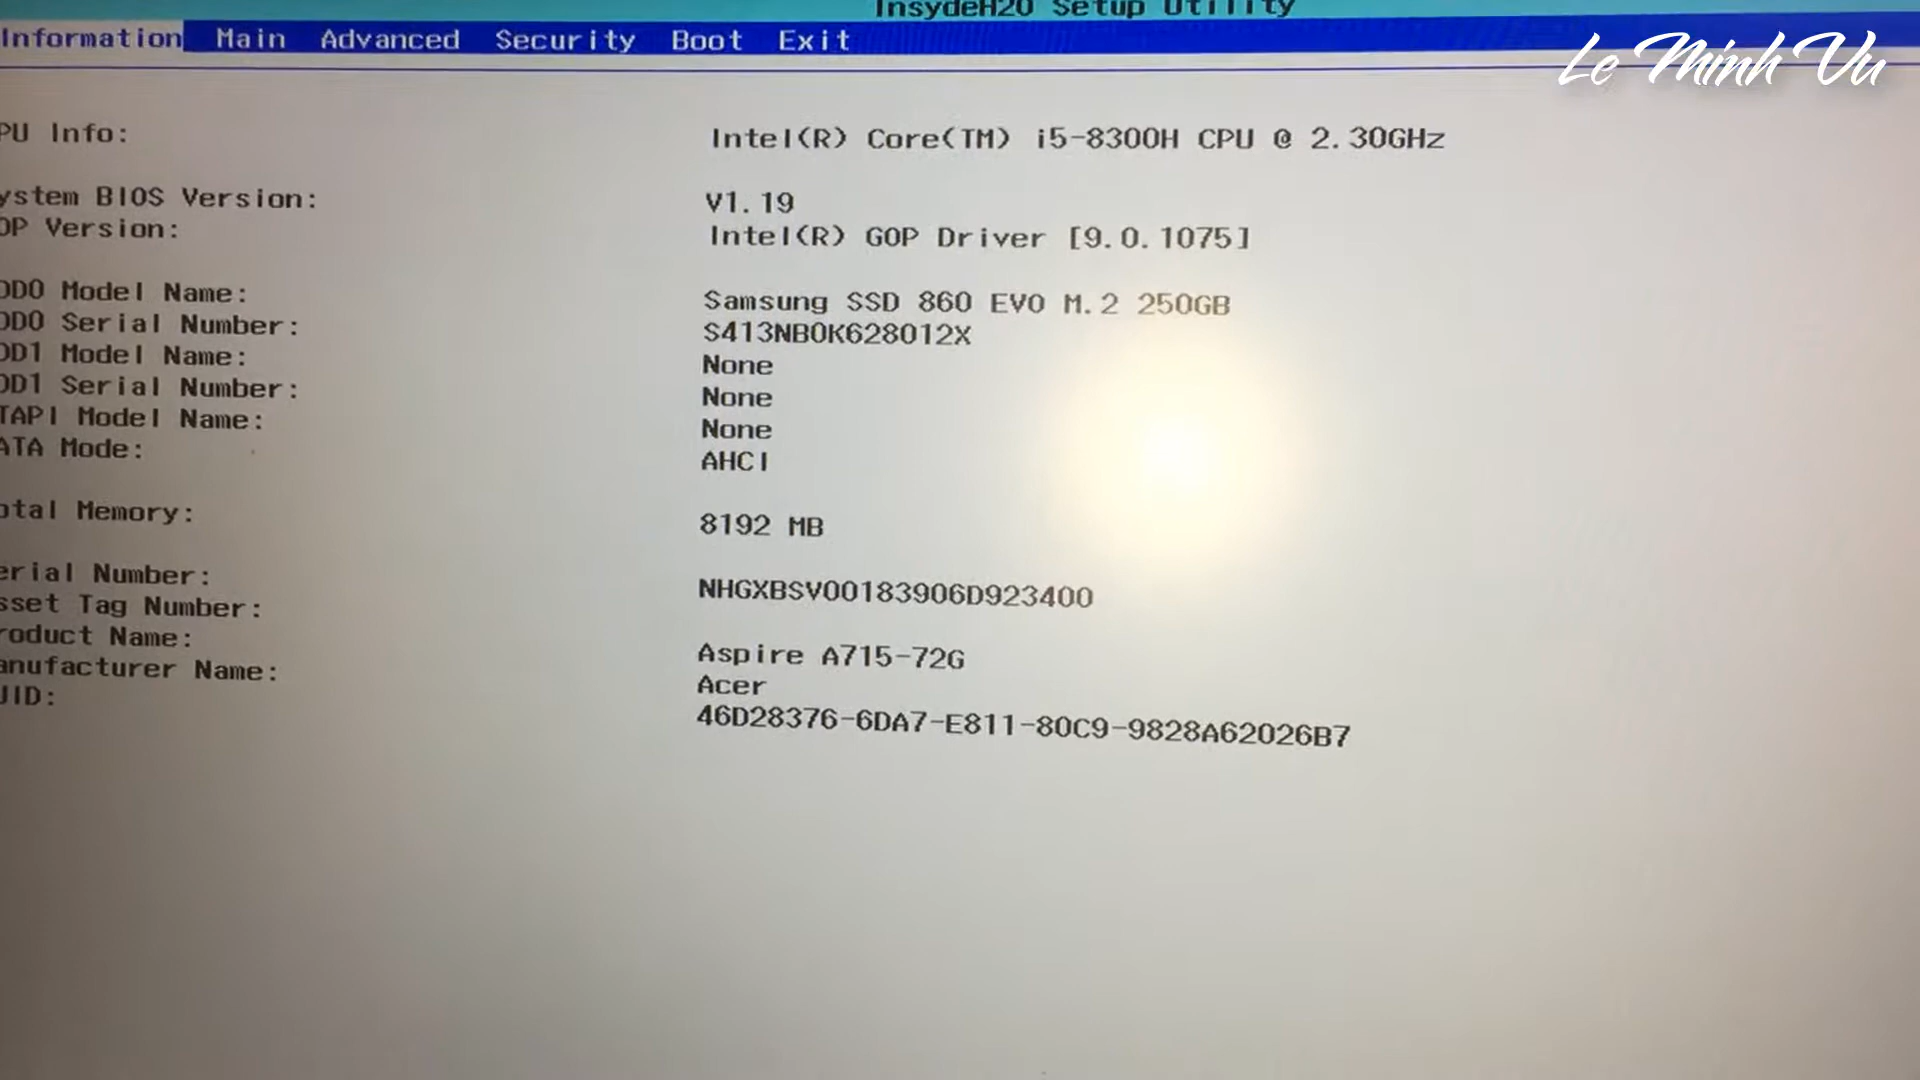 InsydeH2O Setup Utility
Information Main Advanced Security Boot Exit
Le Minh Vu
PU Info: Intel(R) Core(TM) i5-8300H CPU @ 2.30GHz
ystem BIOS Version: V1.19
OP Version: Intel(R) GOP Driver [9.0.1075]
DD0 Model Name: Samsung SSD 860 EVO M.2 250GB
DD0 Serial Number: S413NB0K628012X
DD1 Model Name: None
DD1 Serial Number: None
TAPI Model Name: None
ATA Mode: AHCI
otal Memory: 8192 MB
erial Number: NHGXBSV00183906D923400
sset Tag Number:
roduct Name: Aspire A715-72G
anufacturer Name: Acer
UID: 46D28376-6DA7-E811-80C9-9828A62026B7